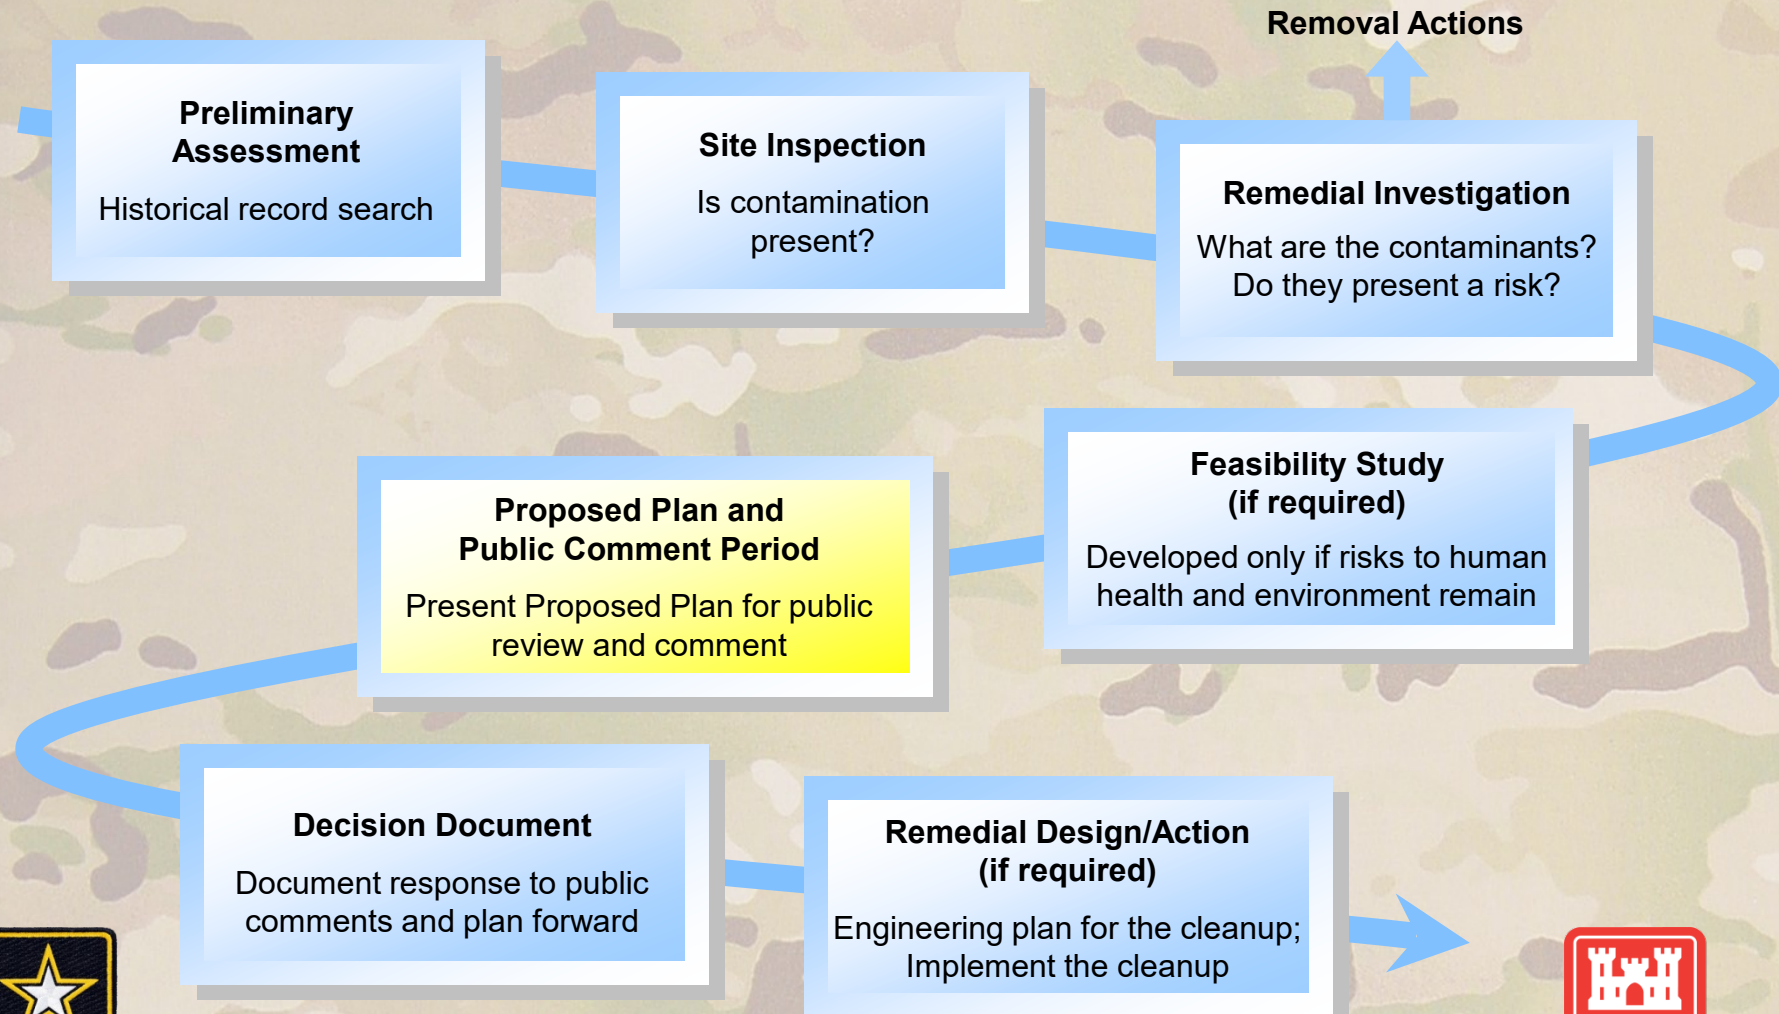 Removal Actions
Preliminary
Assessment
Historical record search
Site Inspection
Is contamination
present?
Remedial Investigation
What are the contaminants?
Do they present a risk?
Feasibility Study
(if required)
Developed only if risks to human
health and environment remain
Proposed Plan and
Public Comment Period
Present Proposed Plan for public
review and comment
Decision Document
Document response to public
comments and plan forward
Remedial Design/Action
(if required)
Engineering plan for the cleanup;
Implement the cleanup